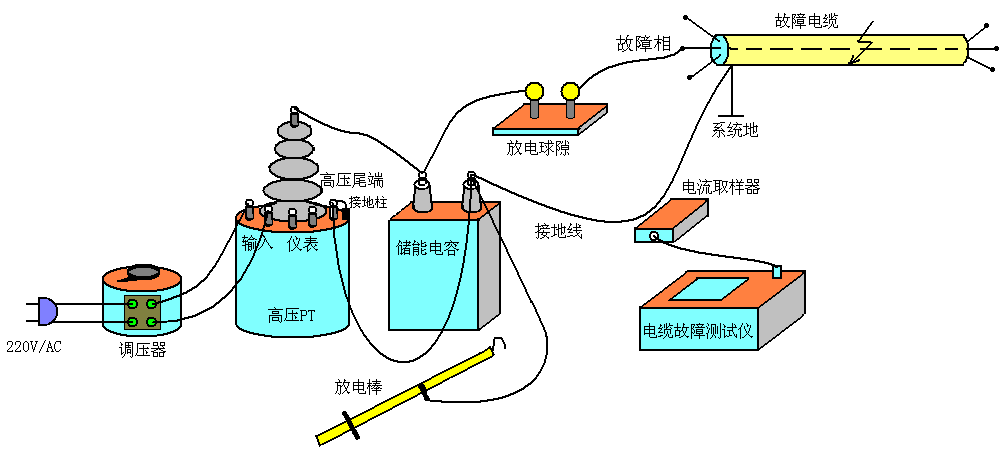 故障电缆
故障相
系统地
放电球隙
高压尾端
接地柱
电流取样器
输入
仪表
接地线
储能电容
高压PT
电缆故障测试仪
220V/AC
调压器
放电棒